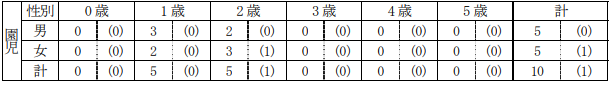 園児
性別 0歳 1歳 2歳 3歳 4歳 5歳 計
男 0 (0) 3 (0) 2 (0) 0 (0) 0 (0) 0 (0) 5 (0)
女 0 (0) 2 (0) 3 (1) 0 (0) 0 (0) 0 (0) 5 (1)
計 0 (0) 5 (0) 5 (1) 0 (0) 0 (0) 0 (0) 10 (1)